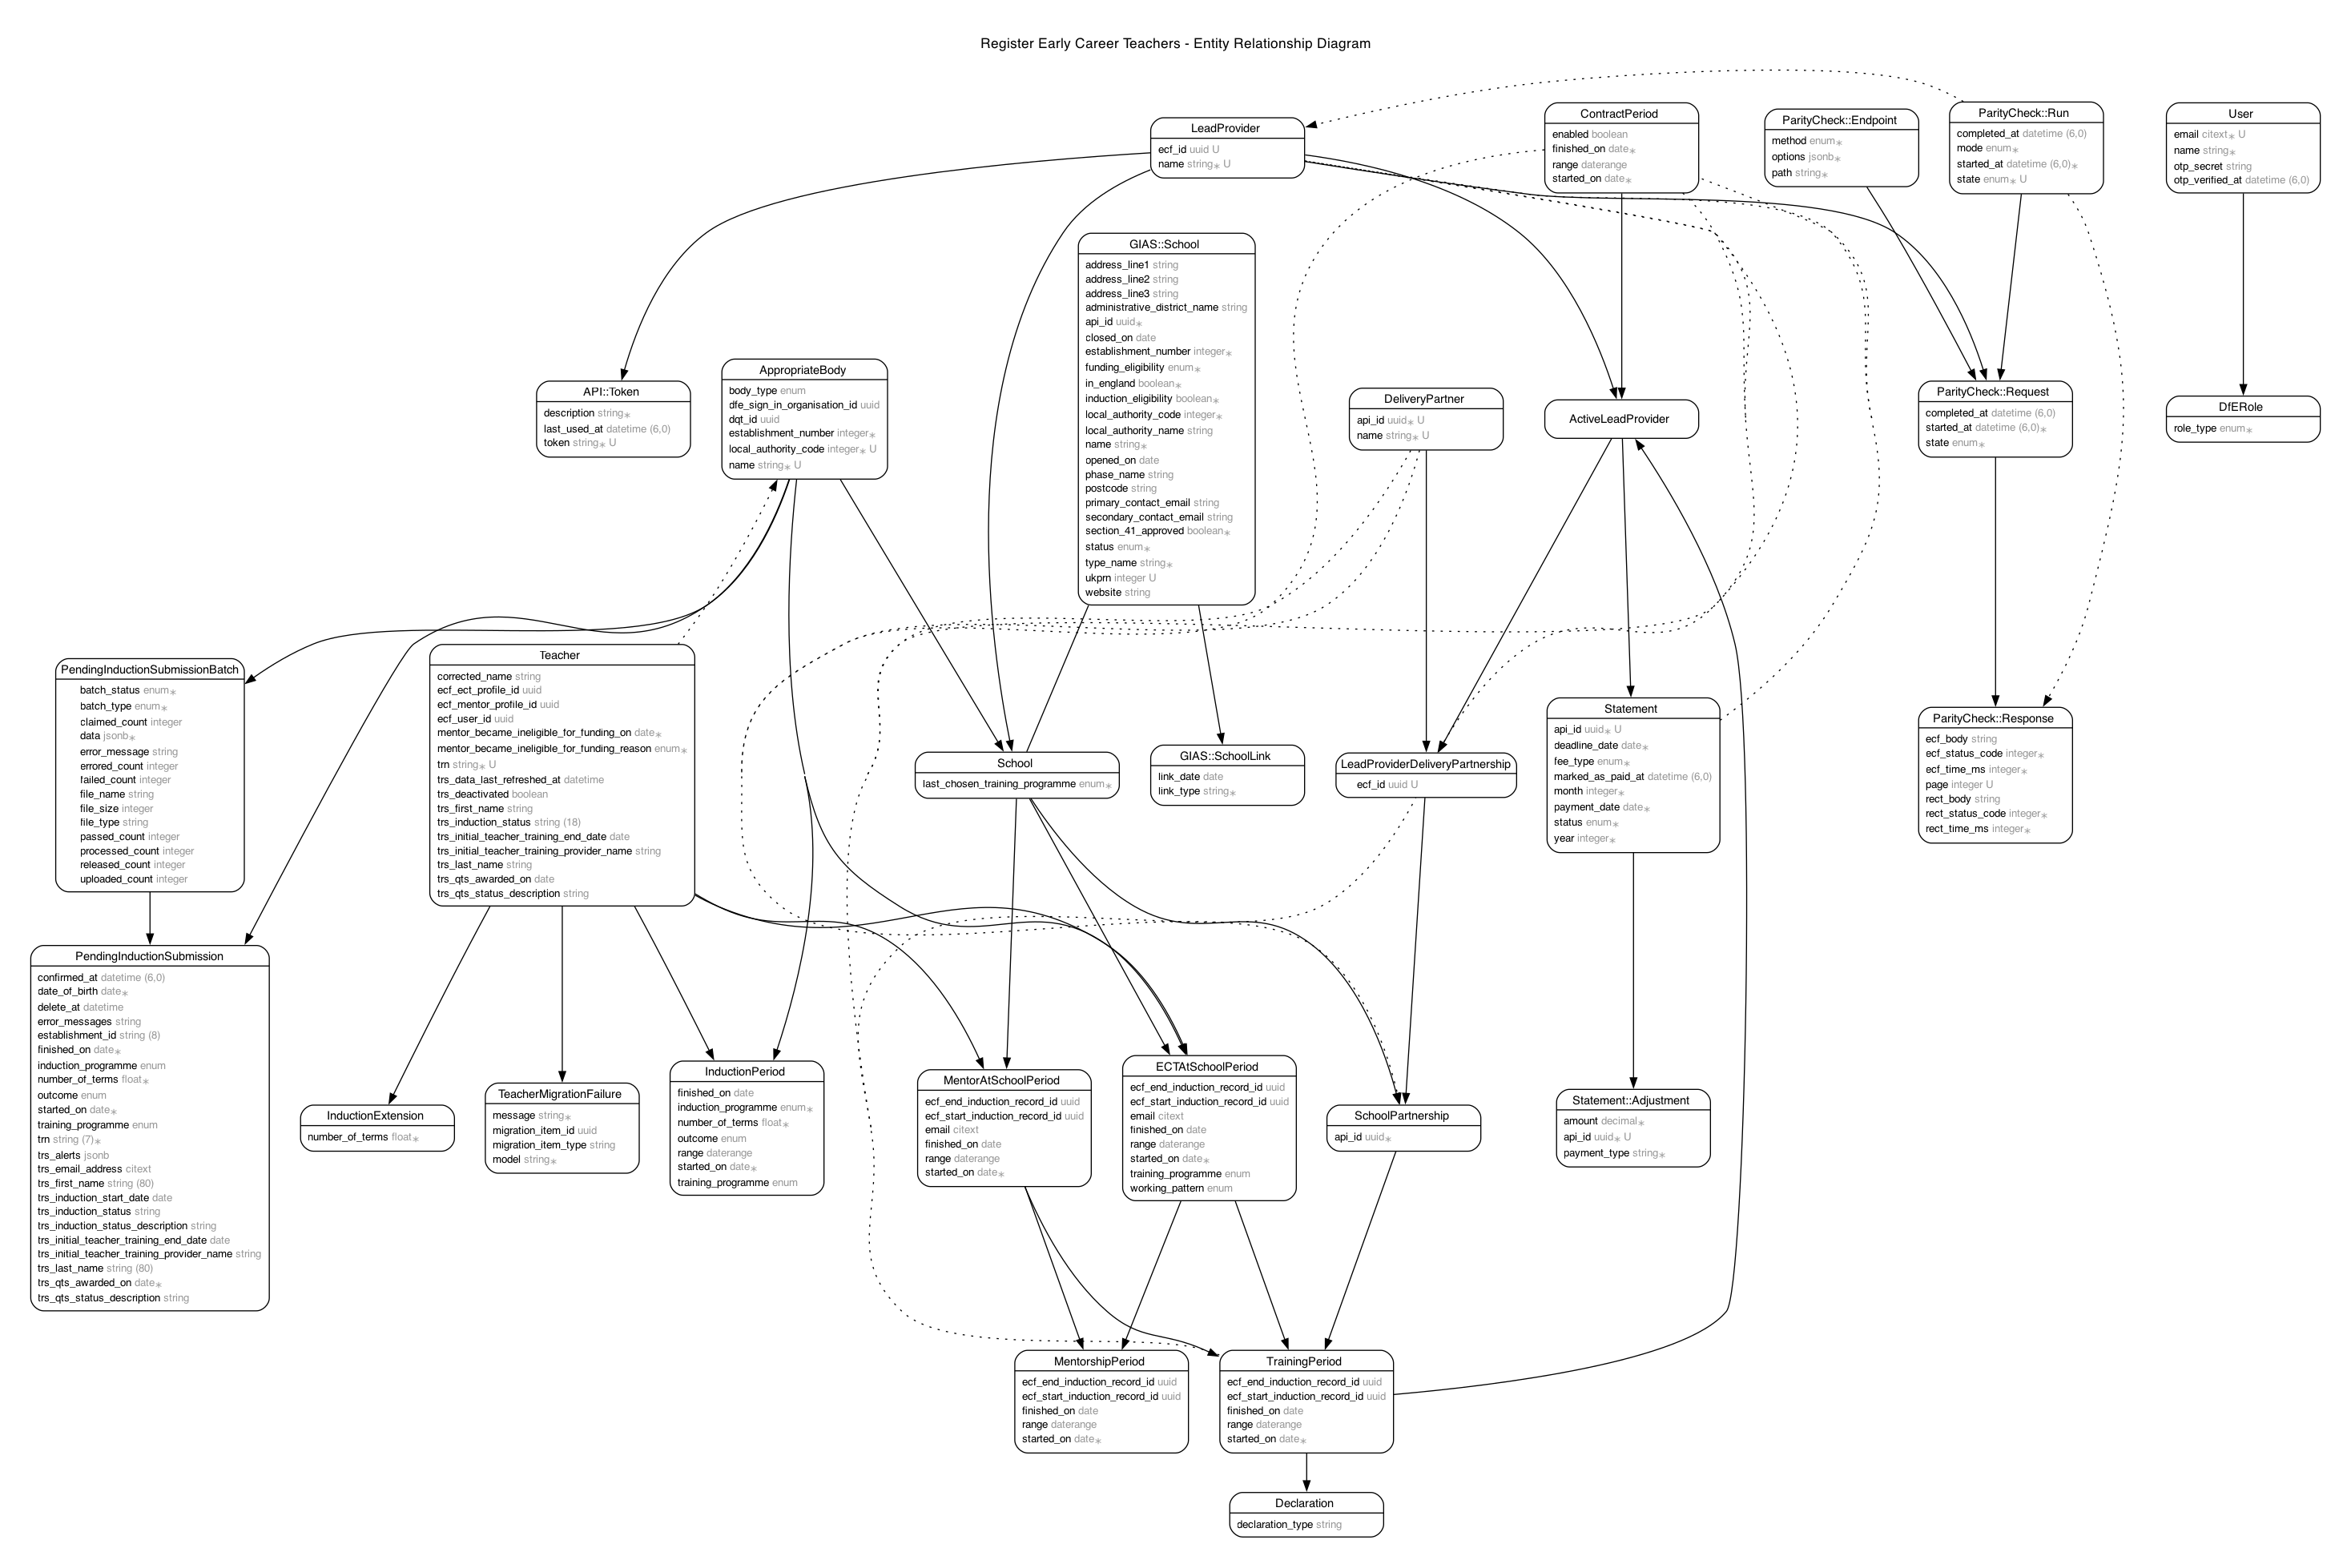 Register Early Career Teachers - Entity Relationship Diagram
LeadProvider
ecf_id uuid U
name string* U
ContractPeriod
enabled boolean
finished_on date*
range daterange
started_on date*
ParityCheck::Endpoint
method enum*
options jsonb*
path string*
ParityCheck::Run
completed_at datetime (6,0)
mode enum*
started_at datetime (6,0)*
state enum* U
User
email citext* U
name string*
otp_secret string
otp_verified_at datetime (6,0)
GIAS::School
address_line1 string
address_line2 string
address_line3 string
administrative_district_name string
api_id uuid*
closed_on date
establishment_number integer*
funding_eligibility enum*
in_england boolean*
induction_eligibility boolean*
local_authority_code integer*
local_authority_name string
name string*
opened_on date
phase_name string
postcode string
primary_contact_email string
secondary_contact_email string
section_41_approved boolean*
status enum*
type_name string*
ukprn integer U
website string
API::Token
description string*
last_used_at datetime (6,0)
token string* U
AppropriateBody
body_type enum
dfe_sign_in_organisation_id uuid
dqt_id uuid
establishment_number integer*
local_authority_code integer* U
name string* U
DeliveryPartner
api_id uuid* U
name string* U
ActiveLeadProvider
ParityCheck::Request
completed_at datetime (6,0)
started_at datetime (6,0)*
state enum*
DfERole
role_type enum*
PendingInductionSubmissionBatch
batch_status enum*
batch_type enum*
claimed_count integer
data jsonb*
error_message string
errored_count integer
failed_count integer
file_name string
file_size integer
file_type string
passed_count integer
processed_count integer
released_count integer
uploaded_count integer
Teacher
corrected_name string
ecf_ect_profile_id uuid
ecf_mentor_profile_id uuid
ecf_user_id uuid
mentor_became_ineligible_for_funding_on date*
mentor_became_ineligible_for_funding_reason enum*
trn string* U
trs_data_last_refreshed_at datetime
trs_deactivated boolean
trs_first_name string
trs_induction_status string (18)
trs_initial_teacher_training_end_date date
trs_initial_teacher_training_provider_name string
trs_last_name string
trs_qts_awarded_on date
trs_qts_status_description string
School
last_chosen_training_programme enum*
GIAS::SchoolLink
link_date date
link_type string*
LeadProviderDeliveryPartnership
ecf_id uuid U
Statement
api_id uuid* U
deadline_date date*
fee_type enum*
marked_as_paid_at datetime (6,0)
month integer*
payment_date date*
status enum*
year integer*
ParityCheck::Response
ecf_body string
ecf_status_code integer*
ecf_time_ms integer*
page integer U
rect_body string
rect_status_code integer*
rect_time_ms integer*
PendingInductionSubmission
confirmed_at datetime (6,0)
date_of_birth date*
delete_at datetime
error_messages string
establishment_id string (8)
finished_on date*
induction_programme enum
number_of_terms float*
outcome enum
started_on date*
training_programme enum
trn string (7)*
trs_alerts jsonb
trs_email_address citext
trs_first_name string (80)
trs_induction_start_date date
trs_induction_status string
trs_induction_status_description string
trs_initial_teacher_training_end_date date
trs_initial_teacher_training_provider_name string
trs_last_name string (80)
trs_qts_awarded_on date*
trs_qts_status_description string
InductionExtension
number_of_terms float*
TeacherMigrationFailure
message string*
migration_item_id uuid
migration_item_type string
model string*
InductionPeriod
finished_on date
induction_programme enum*
number_of_terms float*
outcome enum
range daterange
started_on date*
training_programme enum
MentorAtSchoolPeriod
ecf_end_induction_record_id uuid
ecf_start_induction_record_id uuid
email citext
finished_on date
range daterange
started_on date*
ECTAtSchoolPeriod
ecf_end_induction_record_id uuid
ecf_start_induction_record_id uuid
email citext
finished_on date
range daterange
started_on date*
training_programme enum
working_pattern enum
SchoolPartnership
api_id uuid*
Statement::Adjustment
amount decimal*
api_id uuid* U
payment_type string*
MentorshipPeriod
ecf_end_induction_record_id uuid
ecf_start_induction_record_id uuid
finished_on date
range daterange
started_on date*
TrainingPeriod
ecf_end_induction_record_id uuid
ecf_start_induction_record_id uuid
finished_on date
range daterange
started_on date*
Declaration
declaration_type string